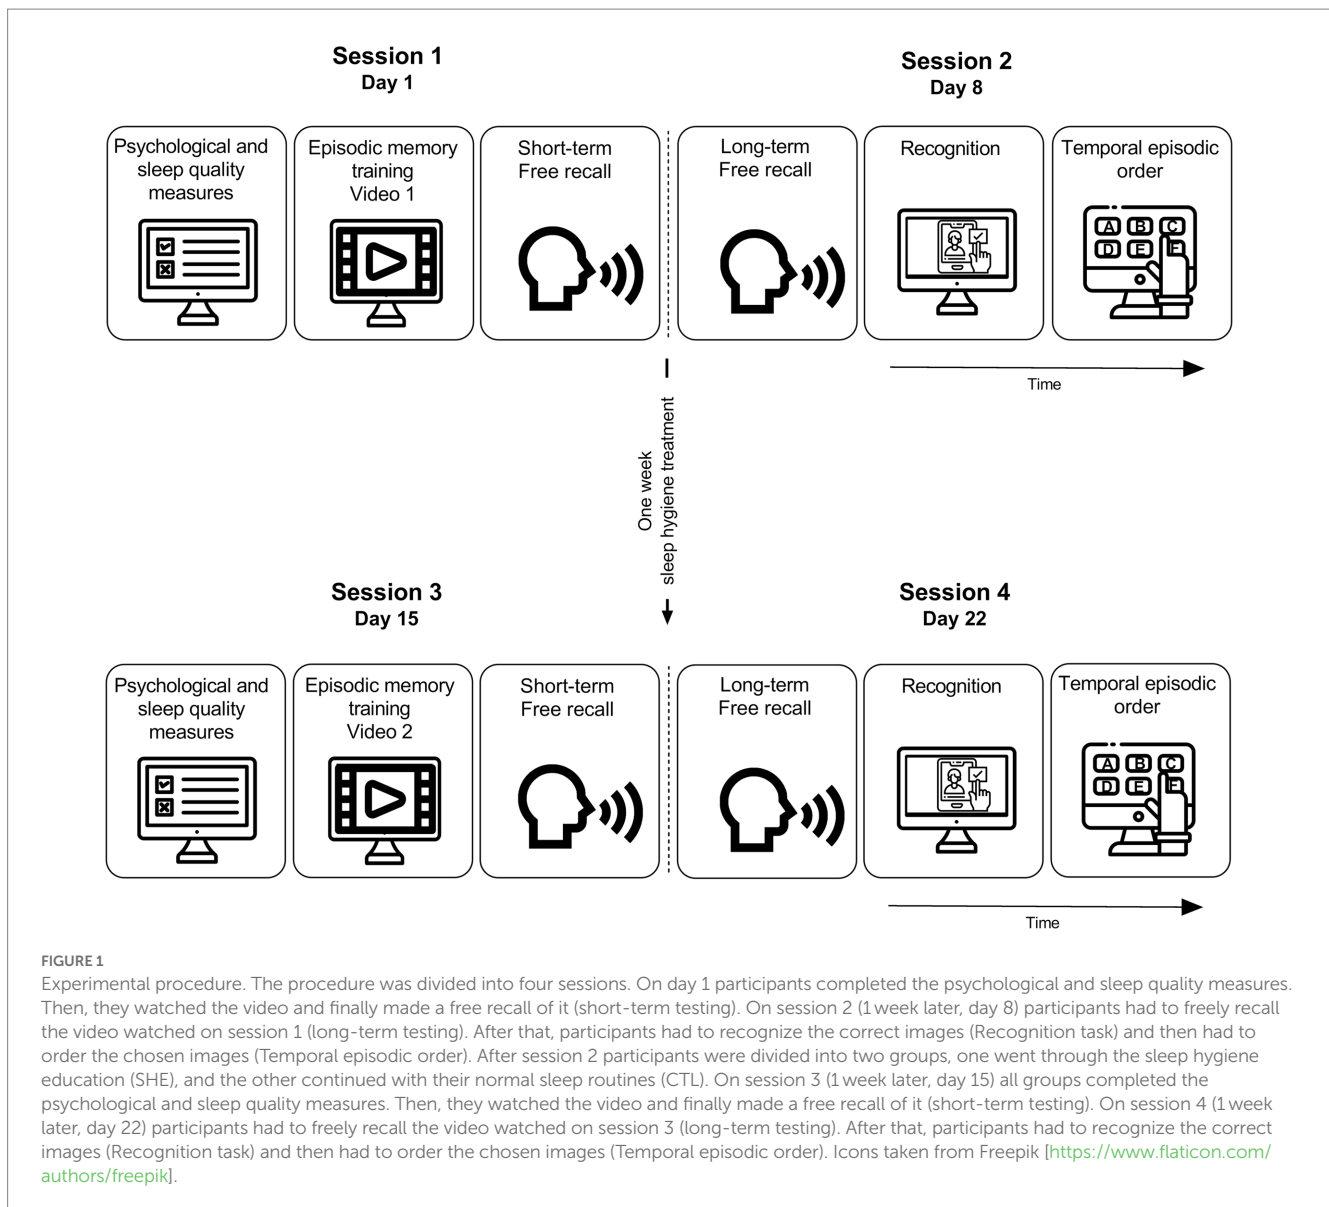 Session 1
Day 1
Session 2
Day 8
Psychological and
sleep quality
measures
Episodic memory
training
Video 1
Short-term
Free recall
Long-term
Free recall
Recognition
Temporal episodic
order
A B C
D E F
Time
One week
sleep hygiene treatment
Session 3
Day 15
Session 4
Day 22
Psychological and
sleep quality
measures
Episodic memory
training
Video 2
Short-term
Free recall
Long-term
Free recall
Recognition
Temporal episodic
order
A B C
D E F
Time
FIGURE 1
Experimental procedure. The procedure was divided into four sessions. On day 1 participants completed the psychological and sleep quality measures.
Then, they watched the video and finally made a free recall of it (short-term testing). On session 2 (1 week later, day 8) participants had to freely recall
the video watched on session 1 (long-term testing). After that, participants had to recognize the correct images (Recognition task) and then had to
order the chosen images (Temporal episodic order). After session 2 participants were divided into two groups, one went through the sleep hygiene
education (SHE), and the other continued with their normal sleep routines (CTL). On session 3 (1 week later, day 15) all groups completed the
psychological and sleep quality measures. Then, they watched the video and finally made a free recall of it (short-term testing). On session 4 (1 week
later, day 22) participants had to freely recall the video watched on session 3 (long-term testing). After that, participants had to recognize the correct
images (Recognition task) and then had to order the chosen images (Temporal episodic order). Icons taken from Freepik [https://www.flaticon.com/
authors/freepik].